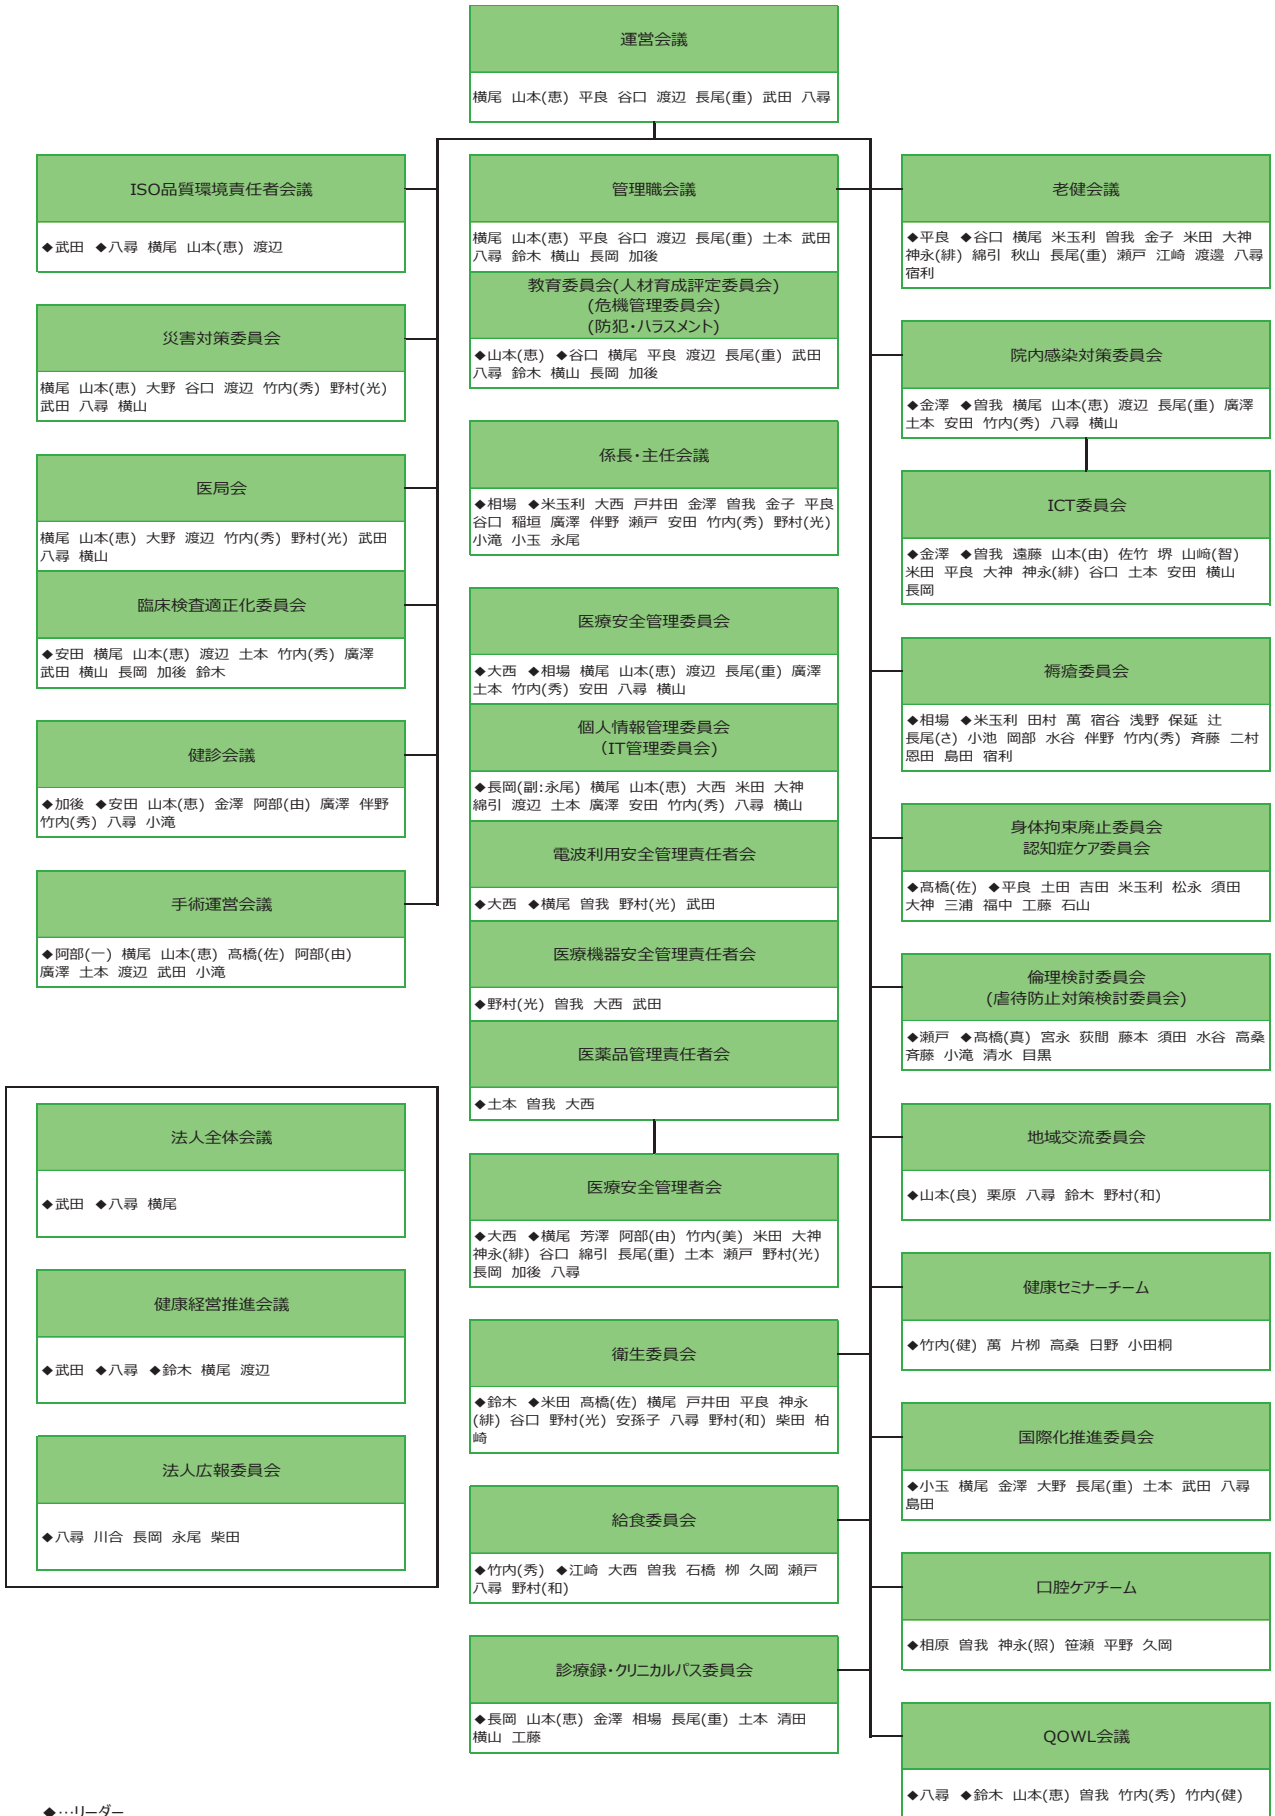 運営会議
横尾 山本(恵) 平良 谷口 渡辺 長尾(重) 武田 八尋
ISO品質環境責任者会議
◆武田 ◆八尋 横尾 山本(恵) 渡辺
災害対策委員会
横尾 山本(恵) 大野 谷口 渡辺 竹内(秀) 野村(光)
武田 八尋 横山
医局会
横尾 山本(恵) 大野 渡辺 竹内(秀) 野村(光) 武田
八尋 横山
臨床検査適正化委員会
◆安田 横尾 山本(恵) 渡辺 土本 竹内(秀) 廣澤
武田 横山 長岡 加後 鈴木
健診会議
◆加後 ◆安田 山本(恵) 金澤 阿部(由) 廣澤 伴野
竹内(秀) 八尋 小滝
手術運営会議
◆阿部(一) 横尾 山本(恵) 髙橋(佐) 阿部(由)
廣澤 土本 渡辺 武田 小滝
法人全体会議
◆武田 ◆八尋 横尾
健康経営推進会議
◆武田 ◆八尋 ◆鈴木 横尾 渡辺
法人広報委員会
◆八尋 川合 長岡 永尾 柴田
管理職会議
横尾 山本(恵) 平良 谷口 渡辺 長尾(重) 土本 武田
八尋 鈴木 横山 長岡 加後
教育委員会(人材育成評定委員会)
(危機管理委員会)
(防犯・ハラスメント)
◆山本(恵) ◆谷口 横尾 平良 渡辺 長尾(重) 武田
八尋 鈴木 横山 長岡 加後
係長・主任会議
◆相場 ◆米玉利 大西 戸井田 金澤 曽我 金子 平良
谷口 稲垣 廣澤 伴野 瀬戸 安田 竹内(秀) 野村(光)
小滝 小玉 永尾
医療安全管理委員会
◆大西 ◆相場 横尾 山本(恵) 渡辺 長尾(重) 廣澤
土本 竹内(秀) 安田 八尋 横山
個人情報管理委員会
(IT管理委員会)
◆長岡(副:永尾) 横尾 山本(恵) 大西 米田 大神
綿引 渡辺 土本 廣澤 安田 竹内(秀) 八尋 横山
電波利用安全管理責任者会
◆大西 ◆横尾 曽我 野村(光) 武田
医療機器安全管理責任者会
◆野村(光) 曽我 大西 武田
医薬品管理責任者会
◆土本 曽我 大西
医療安全管理者会
◆大西 ◆横尾 芳澤 阿部(由) 竹内(美) 米田 大神
神永(緋) 谷口 綿引 長尾(重) 土本 瀬戸 野村(光)
長岡 加後 八尋
衛生委員会
◆鈴木 ◆米田 髙橋(佐) 横尾 戸井田 平良 神永
(緋) 谷口 野村(光) 安孫子 八尋 野村(和) 柴田 柏
崎
給食委員会
◆竹内(秀) ◆江崎 大西 曽我 石橋 栁 久岡 瀬戸
八尋 野村(和)
診療録・クリニカルパス委員会
◆長岡 山本(恵) 金澤 相場 長尾(重) 土本 清田
横山 工藤
老健会議
◆平良 ◆谷口 横尾 米玉利 曽我 金子 米田 大神
神永(緋) 綿引 秋山 長尾(重) 瀬戸 江崎 渡邊 八尋
宿利
院内感染対策委員会
◆金澤 ◆曽我 横尾 山本(恵) 渡辺 長尾(重) 廣澤
土本 安田 竹内(秀) 八尋 横山
ICT委員会
◆金澤 ◆曽我 遠藤 山本(由) 佐竹 堺 山﨑(智)
米田 平良 大神 神永(緋) 谷口 土本 安田 横山
長岡
褥瘡委員会
◆相場 ◆米玉利 田村 萬 宿谷 浅野 保延 辻
長尾(さ) 小池 岡部 水谷 伴野 竹内(秀) 斉藤 二村
恩田 島田 宿利
身体拘束廃止委員会
認知症ケア委員会
◆髙橋(佐) ◆平良 土田 吉田 米玉利 松永 須田
大神 三浦 福中 工藤 石山
倫理検討委員会
(虐待防止対策検討委員会)
◆瀬戸 ◆髙橋(真) 宮永 荻間 藤本 須田 水谷 高桑
斉藤 小滝 清水 目黒
地域交流委員会
◆山本(良) 栗原 八尋 鈴木 野村(和)
健康セミナーチーム
◆竹内(健) 萬 片栁 高桑 日野 小田桐
国際化推進委員会
◆小玉 横尾 金澤 大野 長尾(重) 土本 武田 八尋
島田
口腔ケアチーム
◆相原 曽我 神永(照) 笹瀬 平野 久岡
QOWL会議
◆八尋 ◆鈴木 山本(恵) 曽我 竹内(秀) 竹内(健)
◆…リーダー